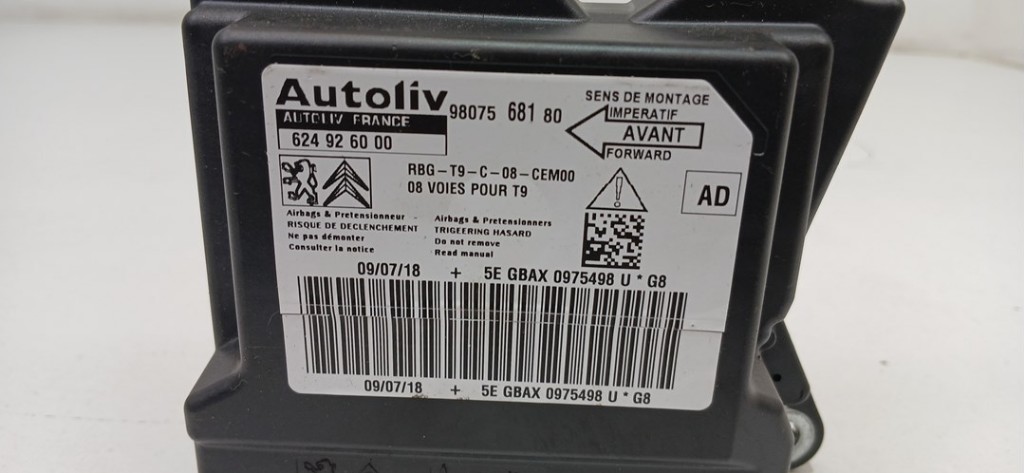 Autoliv
AUTOLIV FRANCE
624 92 60 00
98075 681 80
SENS DE MONTAGE
IMPERATIF
AVANT
FORWARD
RBG-T9-C-08-CEM00
08 VOIES POUR T9
AD
Airbags & Pretensionneur
RISQUE DE DECLENCHEMENT
Ne pas démonter
Consulter la notice
Airbags & Pretensionners
TRIGEERING HASARD
Do not remove
Read manual
09/07/18 + 5E GBAX 0975498 U * G8
09/07/18 + 5E GBAX 0975498 U * G8